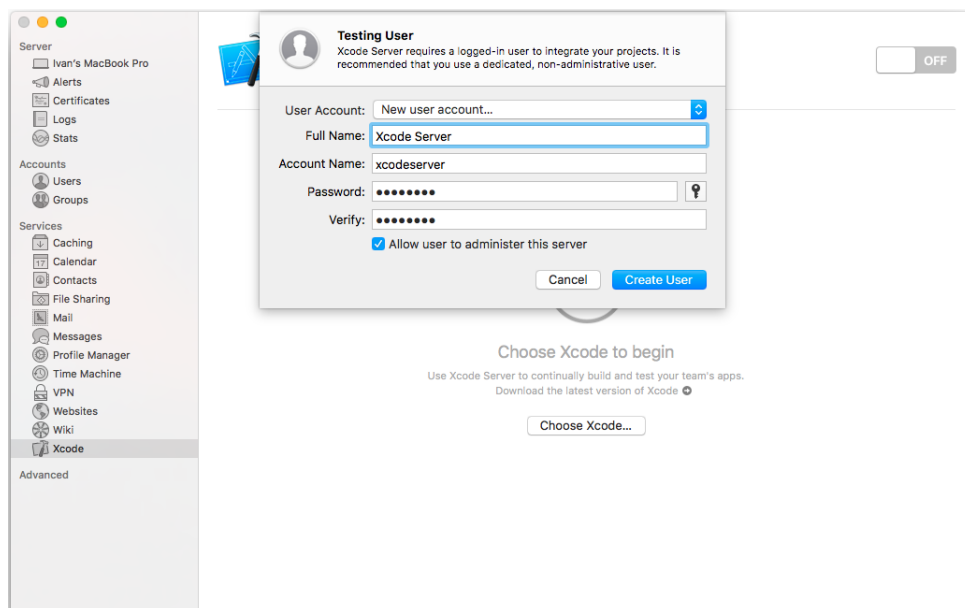 Server
Ivan's MacBook Pro
Alerts
Certificates
Logs
Stats
Accounts
Users
Groups
Services
Caching
17 Calendar
Contacts
File Sharing
Mail
Messages
Profile Manager
Time Machine
VPN
Websites
Wiki
Xcode
Advanced
Testing User
Xcode Server requires a logged-in user to integrate your projects. It is
recommended that you use a dedicated, non-administrative user.
User Account: New user account...
Full Name: Xcode Server
Account Name: xcodeserver
Password: ●●●●●●●●
Verify: ●●●●●●●●
Allow user to administer this server
Cancel Create User
OFF
Choose Xcode to begin
Use Xcode Server to continually build and test your team's apps.
Download the latest version of Xcode
Choose Xcode...